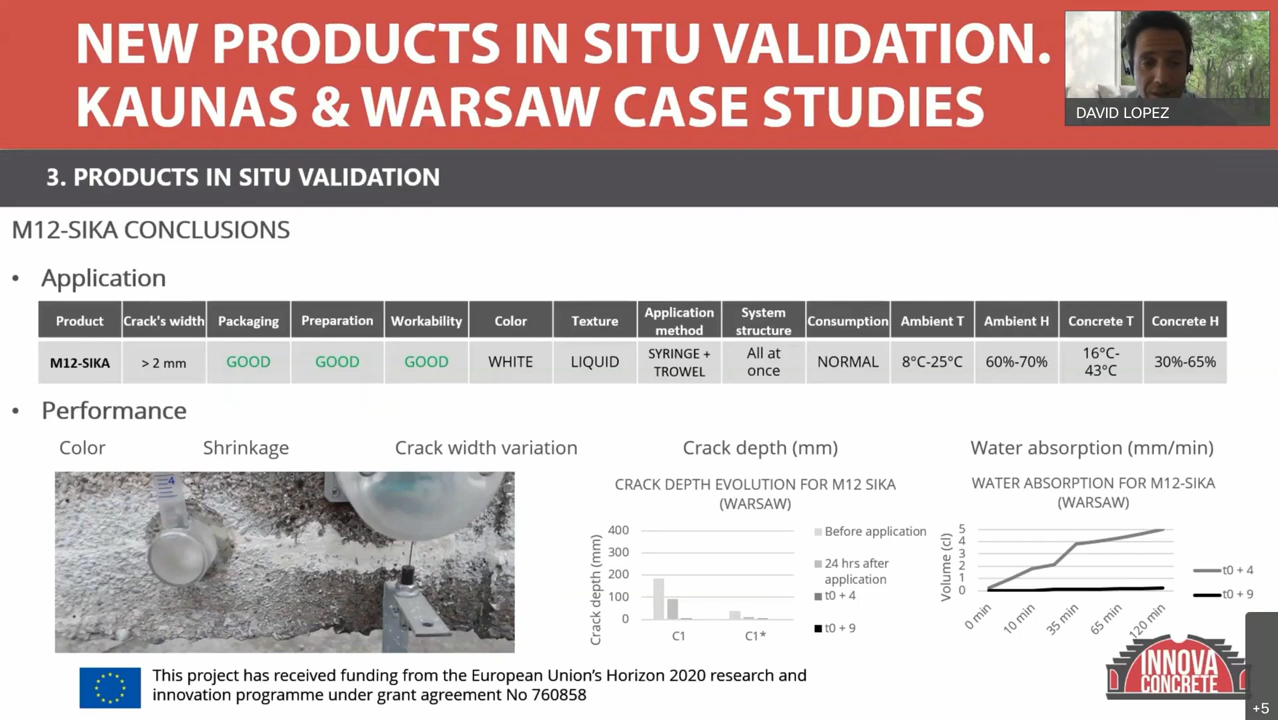 NEW PRODUCTS IN SITU VALIDATION.
KAUNAS & WARSAW CASE STUDIES
DAVID LOPEZ
3. PRODUCTS IN SITU VALIDATION
M12-SIKA CONCLUSIONS
• Application
Product Crack's width Packaging Preparation Workability Color Texture Application method System structure Consumption Ambient T Ambient H Concrete T Concrete H
M12-SIKA > 2 mm GOOD GOOD GOOD WHITE LIQUID SYRINGE + TROWEL All at once NORMAL 8°C-25°C 60%-70% 16°C-43°C 30%-65%
• Performance
Color Shrinkage Crack width variation Crack depth (mm) Water absorption (mm/min)
4
CRACK DEPTH EVOLUTION FOR M12 SIKA
(WARSAW)
Crack depth (mm)
400
300
200
100
0
C1 C1*
Before application
24 hrs after
application
t0 + 4
t0 + 9
WATER ABSORPTION FOR M12-SIKA
(WARSAW)
Volume (cl)
5
4
3
2
1
0
0 min 10 min 35 min 65 min 120 min
t0 + 4
t0 + 9
This project has received funding from the European Union's Horizon 2020 research and
innovation programme under grant agreement No 760858
INNOVA
CONCRETE
+5